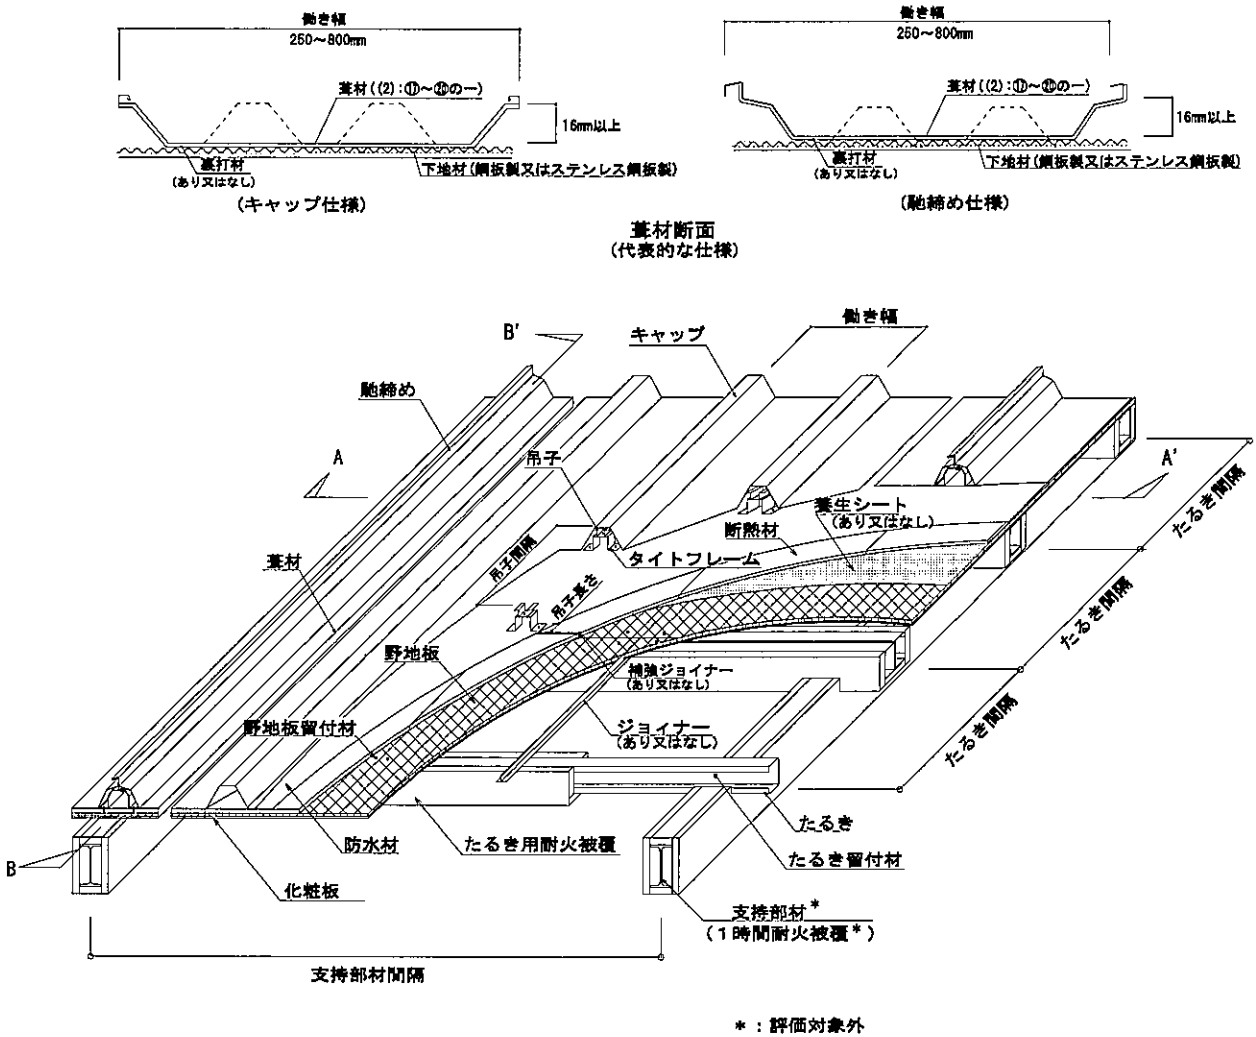 働き幅
250～800mm
葺材((2):⑰～⑳の一)
16mm以上
裏打材
(あり又はなし)
下地材(鋼板製又はステンレス鋼板製)
(キャップ仕様)
働き幅
250～800mm
葺材((2):⑰～⑳の一)
16mm以上
裏打材
(あり又はなし)
下地材(鋼板製又はステンレス鋼板製)
(馳締め仕様)
葺材断面
(代表的な仕様)
B'
キャップ
働き幅
馳締め
A
吊子
A'
養生シート
(あり又はなし)
断熱材
たるき間隔
吊子間隔
タイトフレーム
葺材
吊子長さ
たるき間隔
野地板
補強ジョイナー
(あり又はなし)
野地板留付材
ジョイナー
(あり又はなし)
たるき間隔
たるき
防水材
たるき用耐火被覆
たるき留付材
B
化粧板
支持部材*
(1時間耐火被覆*)
支持部材間隔
*：評価対象外